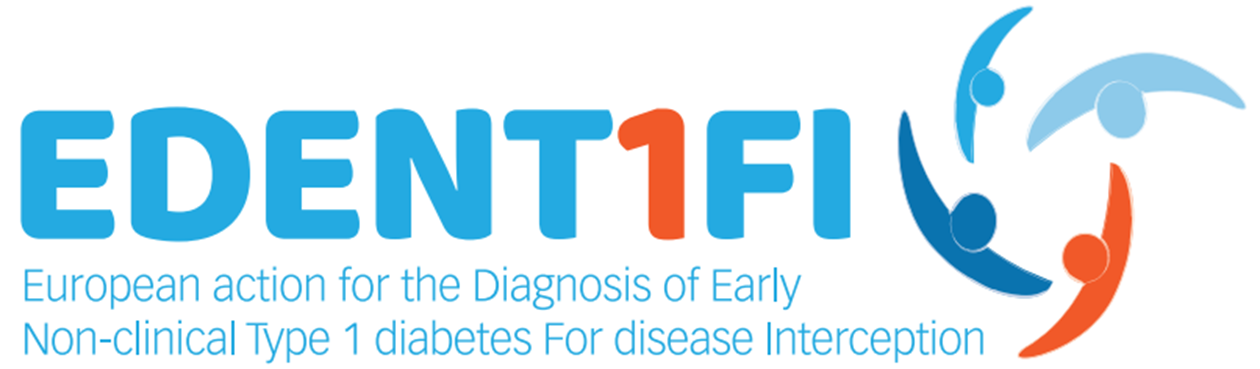 EDENT1FI
European action for the Diagnosis of Early
Non-clinical Type 1 diabetes For disease Interception